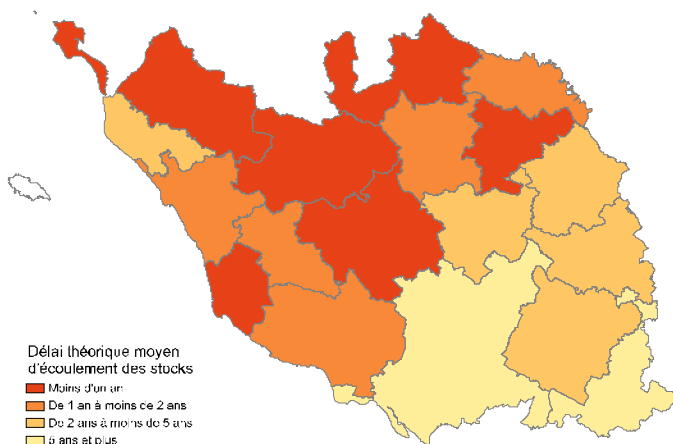 Délai théorique moyen
d'écoulement des stocks
Moins d'un an
De 1 an à moins de 2 ans
De 2 ans à moins de 5 ans
5 ans et plus